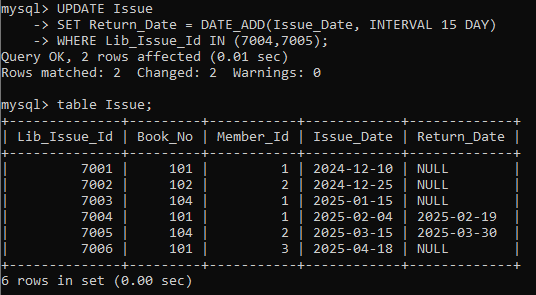 mysql> UPDATE Issue
    -> SET Return_Date = DATE_ADD(Issue_Date, INTERVAL 15 DAY)
    -> WHERE Lib_Issue_Id IN (7004,7005);
Query OK, 2 rows affected (0.01 sec)
Rows matched: 2  Changed: 2  Warnings: 0

mysql> table Issue;
+--------------+---------+-----------+------------+-------------+
| Lib_Issue_Id | Book_No | Member_Id | Issue_Date | Return_Date |
+--------------+---------+-----------+------------+-------------+
|         7001 |     101 |         1 | 2024-12-10 | NULL        |
|         7002 |     102 |         2 | 2024-12-25 | NULL        |
|         7003 |     104 |         1 | 2025-01-15 | NULL        |
|         7004 |     101 |         1 | 2025-02-04 | 2025-02-19  |
|         7005 |     104 |         2 | 2025-03-15 | 2025-03-30  |
|         7006 |     101 |         3 | 2025-04-18 | NULL        |
+--------------+---------+-----------+------------+-------------+
6 rows in set (0.00 sec)